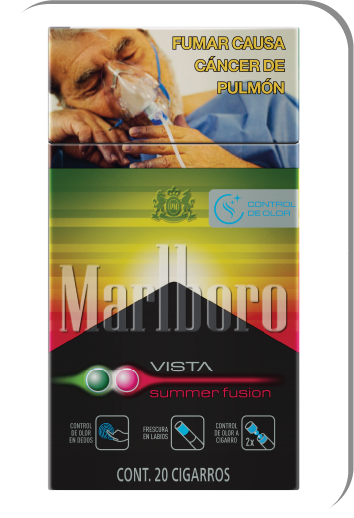 FUMAR CAUSA
CÁNCER DE
PULMÓN
CONTROL
DE OLOR
Marlboro
VISTA
summer fusion
CONTROL
DE OLOR
EN DEDOS
FRESCURA
EN LABIOS
CONTROL
DE OLOR A
CIGARRO
2x
CONT. 20 CIGARROS